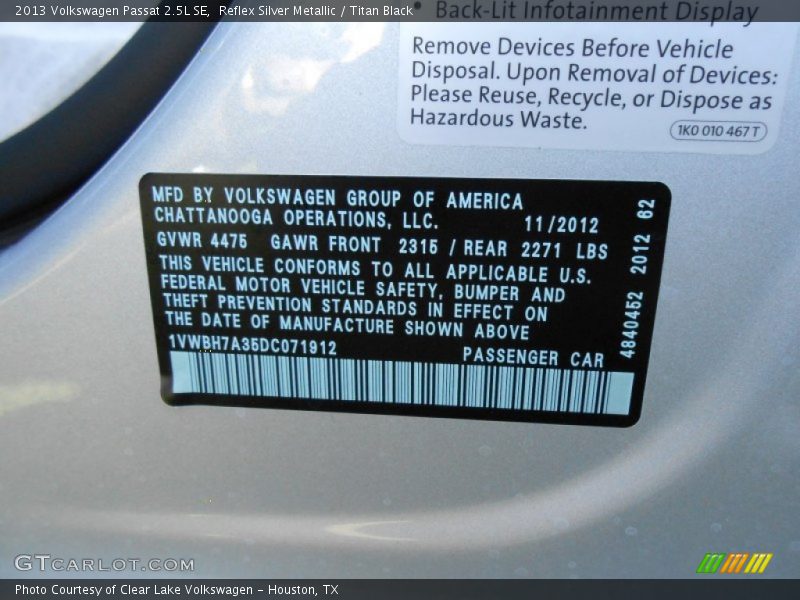 2013 Volkswagen Passat 2.5L SE, Reflex Silver Metallic / Titan Black
• Back-Lit Infotainment Display
Remove Devices Before Vehicle
Disposal. Upon Removal of Devices:
Please Reuse, Recycle, or Dispose as
Hazardous Waste.
1K0 010 467 T
MFD BY VOLKSWAGEN GROUP OF AMERICA
CHATTANOOGA OPERATIONS, LLC. 11/2012
GVWR 4475 GAWR FRONT 2315 / REAR 2271 LBS
THIS VEHICLE CONFORMS TO ALL APPLICABLE U.S.
FEDERAL MOTOR VEHICLE SAFETY, BUMPER AND
THEFT PREVENTION STANDARDS IN EFFECT ON
THE DATE OF MANUFACTURE SHOWN ABOVE
1VWBH7A35DC071912 PASSENGER CAR
4840452 2012 62
GTCARLOT.COM
Photo Courtesy of Clear Lake Volkswagen – Houston, TX